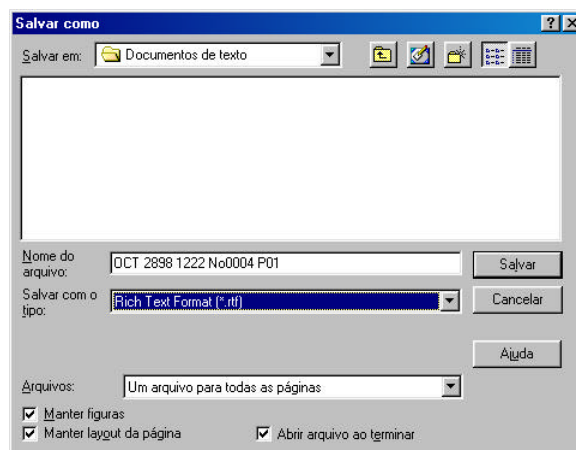 Salvar como
Salvar em: Documentos de texto
Nome do arquivo: OCT 2898 1222 No0004 P01 Salvar
Salvar com o tipo: Rich Text Format (*.rtf) Cancelar
Ajuda
Arquivos: Um arquivo para todas as páginas
Manter figuras
Manter layout da página Abrir arquivo ao terminar